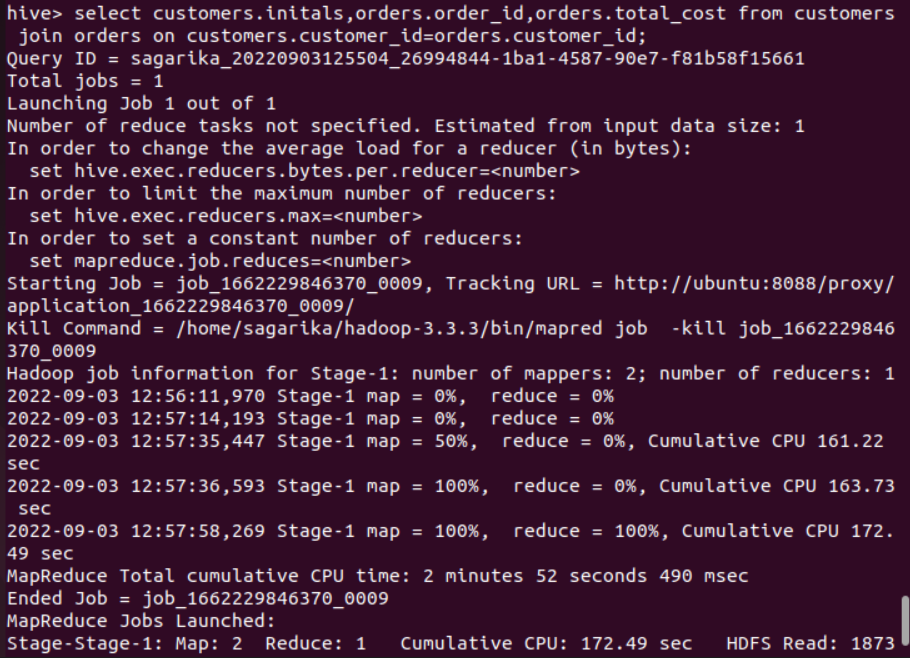 hive> select customers.initals,orders.order_id,orders.total_cost from customers
 join orders on customers.customer_id=orders.customer_id;
Query ID = sagarika_20220903125504_26994844-1ba1-4587-90e7-f81b58f15661
Total jobs = 1
Launching Job 1 out of 1
Number of reduce tasks not specified. Estimated from input data size: 1
In order to change the average load for a reducer (in bytes):
  set hive.exec.reducers.bytes.per.reducer=<number>
In order to limit the maximum number of reducers:
  set hive.exec.reducers.max=<number>
In order to set a constant number of reducers:
  set mapreduce.job.reduces=<number>
Starting Job = job_1662229846370_0009, Tracking URL = http://ubuntu:8088/proxy/
application_1662229846370_0009/
Kill Command = /home/sagarika/hadoop-3.3.3/bin/mapred job  -kill job_1662229846
370_0009
Hadoop job information for Stage-1: number of mappers: 2; number of reducers: 1
2022-09-03 12:56:11,970 Stage-1 map = 0%,  reduce = 0%
2022-09-03 12:57:14,193 Stage-1 map = 0%,  reduce = 0%
2022-09-03 12:57:35,447 Stage-1 map = 50%,  reduce = 0%, Cumulative CPU 161.22
sec
2022-09-03 12:57:36,593 Stage-1 map = 100%,  reduce = 0%, Cumulative CPU 163.73
 sec
2022-09-03 12:57:58,269 Stage-1 map = 100%,  reduce = 100%, Cumulative CPU 172.
49 sec
MapReduce Total cumulative CPU time: 2 minutes 52 seconds 490 msec
Ended Job = job_1662229846370_0009
MapReduce Jobs Launched:
Stage-Stage-1: Map: 2  Reduce: 1   Cumulative CPU: 172.49 sec   HDFS Read: 1873